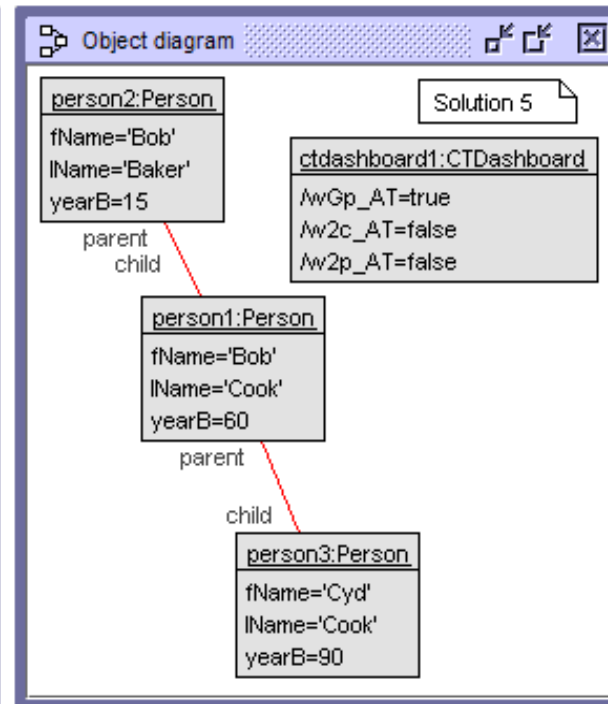 Object diagram
person2:Person
fName='Bob'
lName='Baker'
yearB=15
Solution 5
ctdashboard1:CTDashboard
/wGp_AT=true
/w2c_AT=false
/w2p_AT=false
parent
child
person1:Person
fName='Bob'
lName='Cook'
yearB=60
parent
child
person3:Person
fName='Cyd'
lName='Cook'
yearB=90